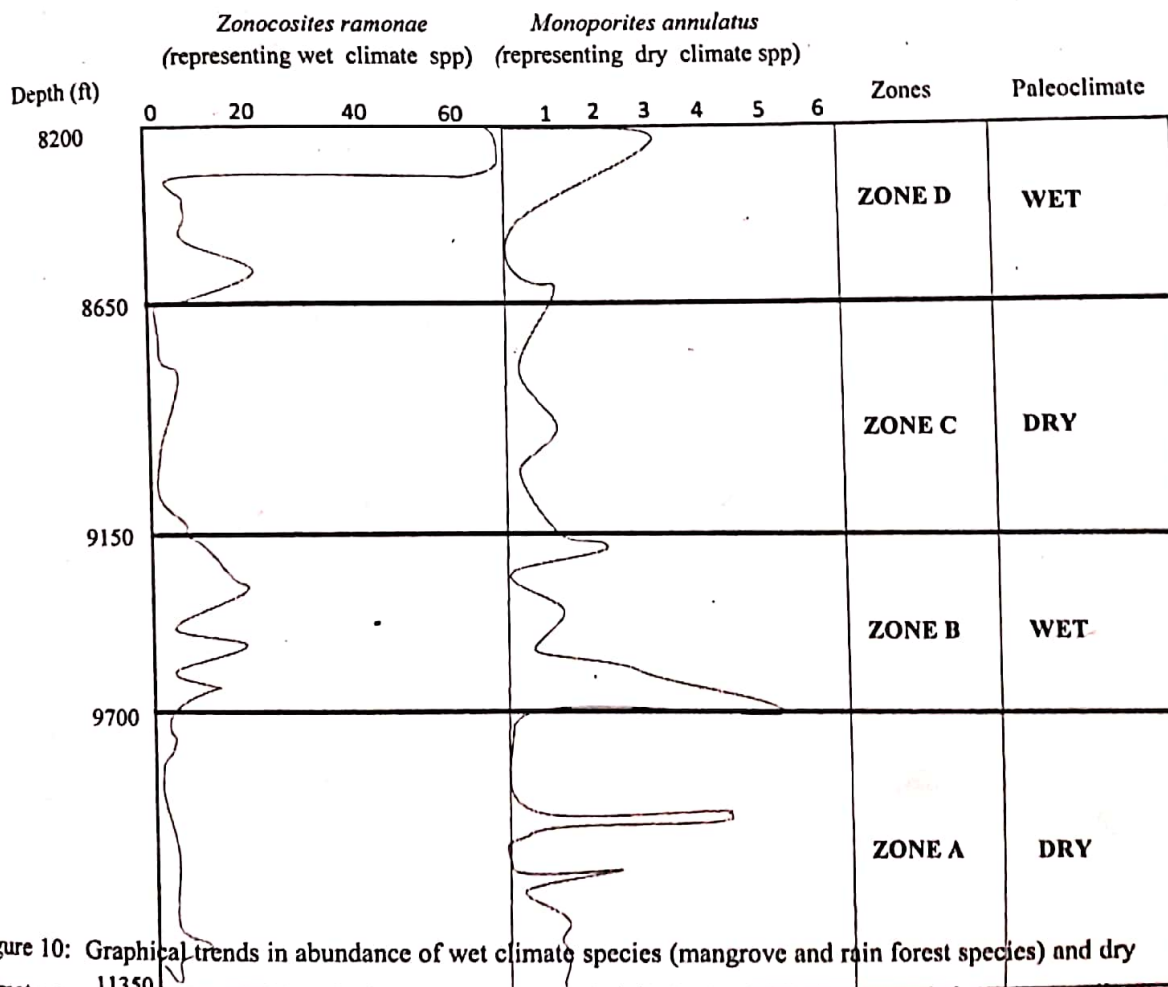 Zonocosites ramonae Monoporites annulatus
(representing wet climate spp) (representing dry climate spp)
Depth (ft) Zones Paleoclimate
0 20 40 60 1 2 3 4 5 6
8200
ZONE D WET
8650
ZONE C DRY
9150
ZONE B WET
9700
ZONE A DRY
gure 10: Graphical trends in abundance of wet climate species (mangrove and rain forest species) and dry
11350